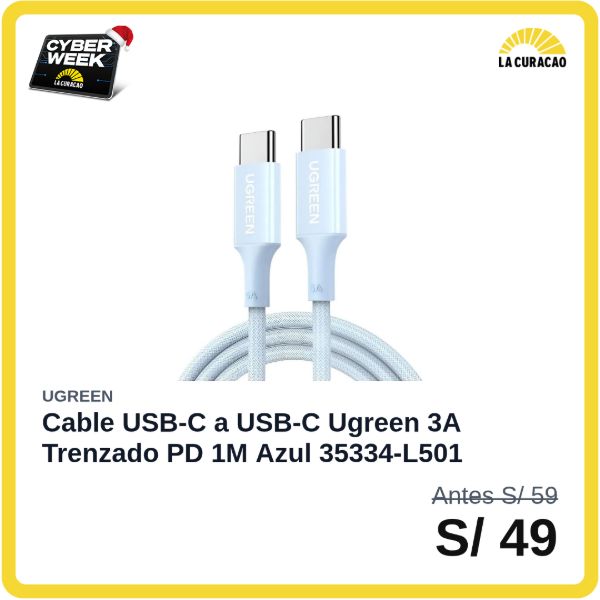 CYBER
WEEK
LA CURACAO
LA CURACAO
UGREEN
UGREEN
UGREEN
Cable USB-C a USB-C Ugreen 3A
Trenzado PD 1M Azul 35334-L501
Antes S/ 59
S/ 49